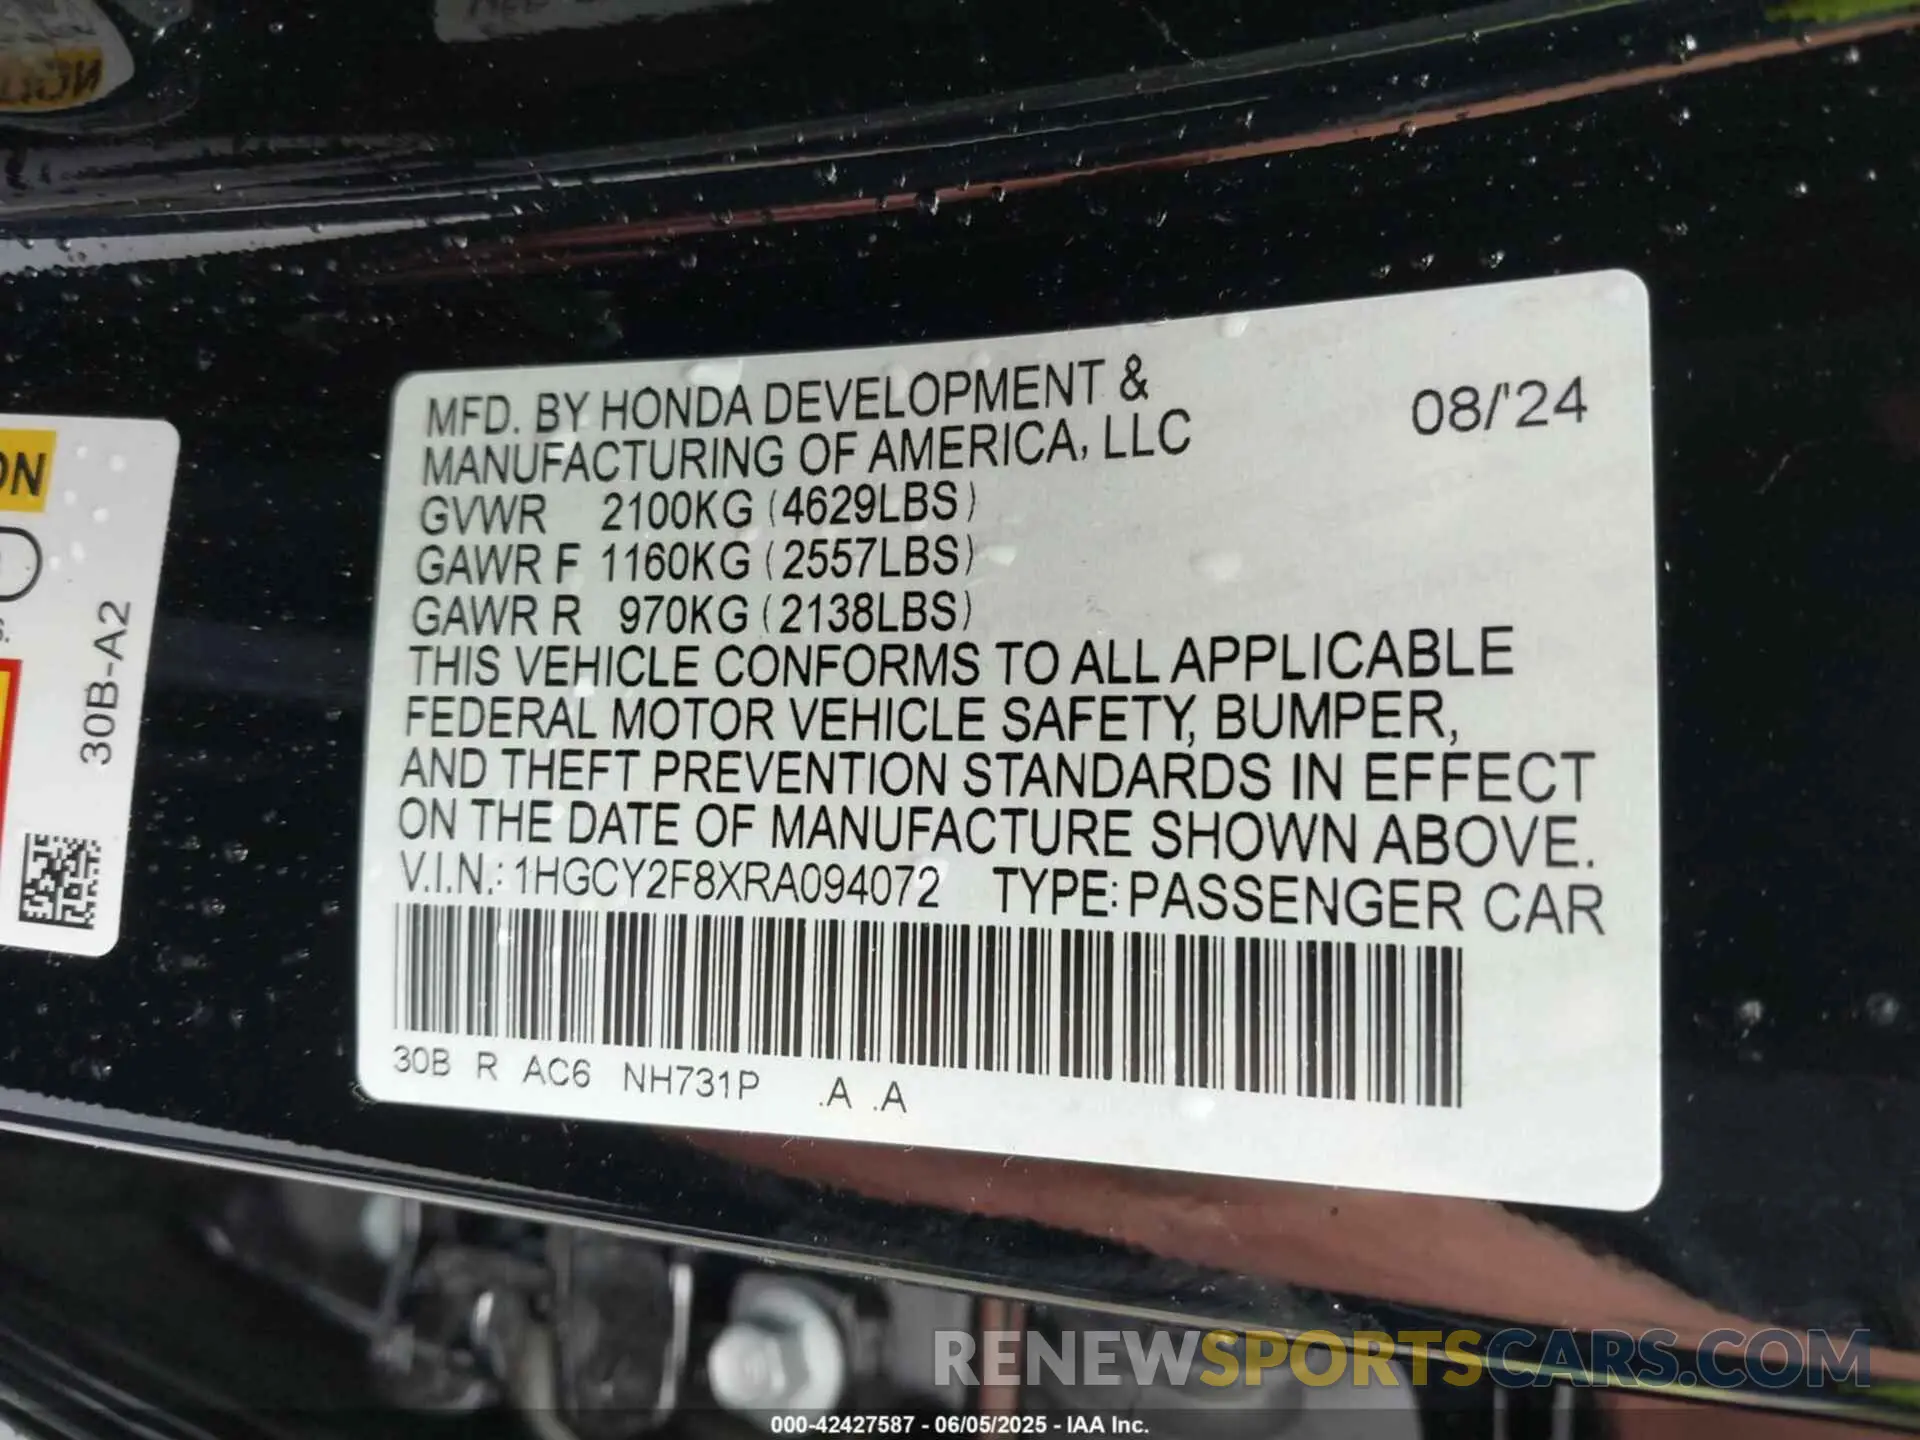 MFD. BY HONDA DEVELOPMENT &
MANUFACTURING OF AMERICA, LLC
08/'24
GVWR 2100KG (4629LBS)
GAWR F 1160KG (2557LBS)
GAWR R 970KG (2138LBS)
THIS VEHICLE CONFORMS TO ALL APPLICABLE
FEDERAL MOTOR VEHICLE SAFETY, BUMPER,
AND THEFT PREVENTION STANDARDS IN EFFECT
ON THE DATE OF MANUFACTURE SHOWN ABOVE.
V.I.N.: 1HGCY2F8XRA094072 TYPE: PASSENGER CAR
30B R AC6 NH731P .A .A
30B-A2
RENEWSPORTSCARS.COM
000-42427587 - 06/05/2025 - IAA Inc.